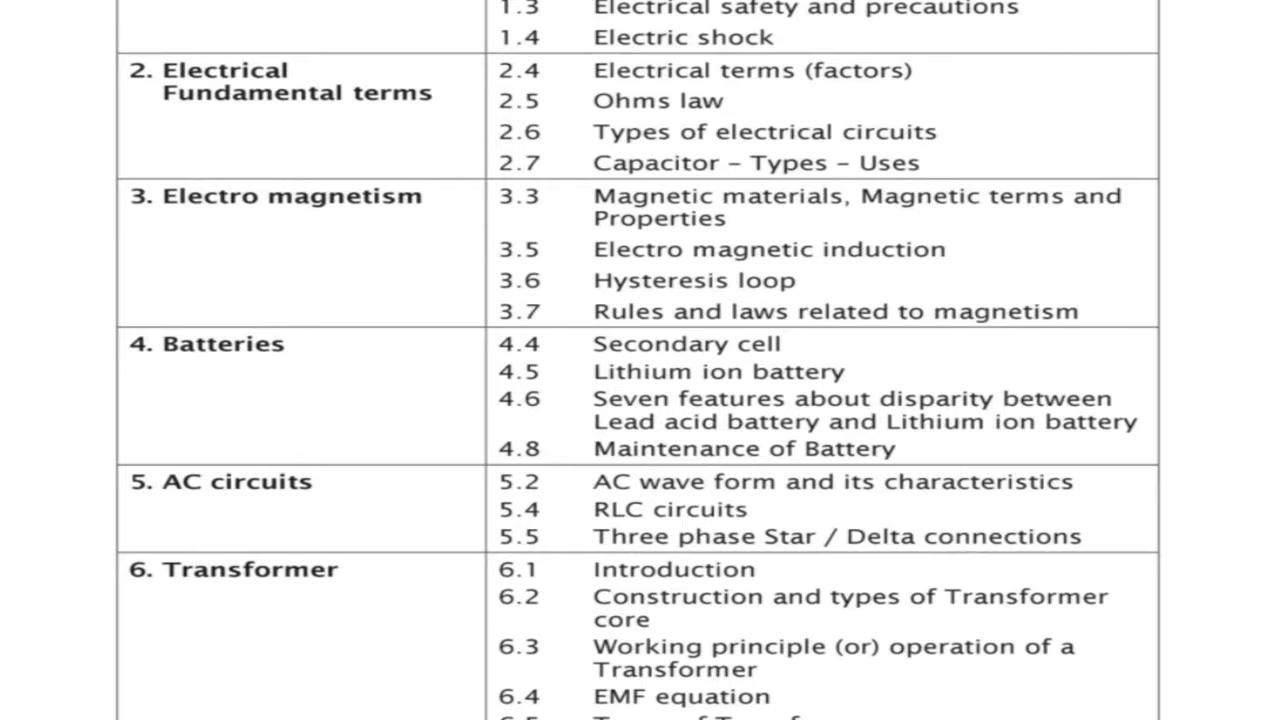 1.3 Electrical safety and precautions
1.4 Electric shock
2. Electrical
Fundamental terms
2.4 Electrical terms (factors)
2.5 Ohms law
2.6 Types of electrical circuits
2.7 Capacitor – Types – Uses
3. Electro magnetism
3.3 Magnetic materials, Magnetic terms and
Properties
3.5 Electro magnetic induction
3.6 Hysteresis loop
3.7 Rules and laws related to magnetism
4. Batteries
4.4 Secondary cell
4.5 Lithium ion battery
4.6 Seven features about disparity between
Lead acid battery and Lithium ion battery
4.8 Maintenance of Battery
5. AC circuits
5.2 AC wave form and its characteristics
5.4 RLC circuits
5.5 Three phase Star / Delta connections
6. Transformer
6.1 Introduction
6.2 Construction and types of Transformer
core
6.3 Working principle (or) operation of a
Transformer
6.4 EMF equation